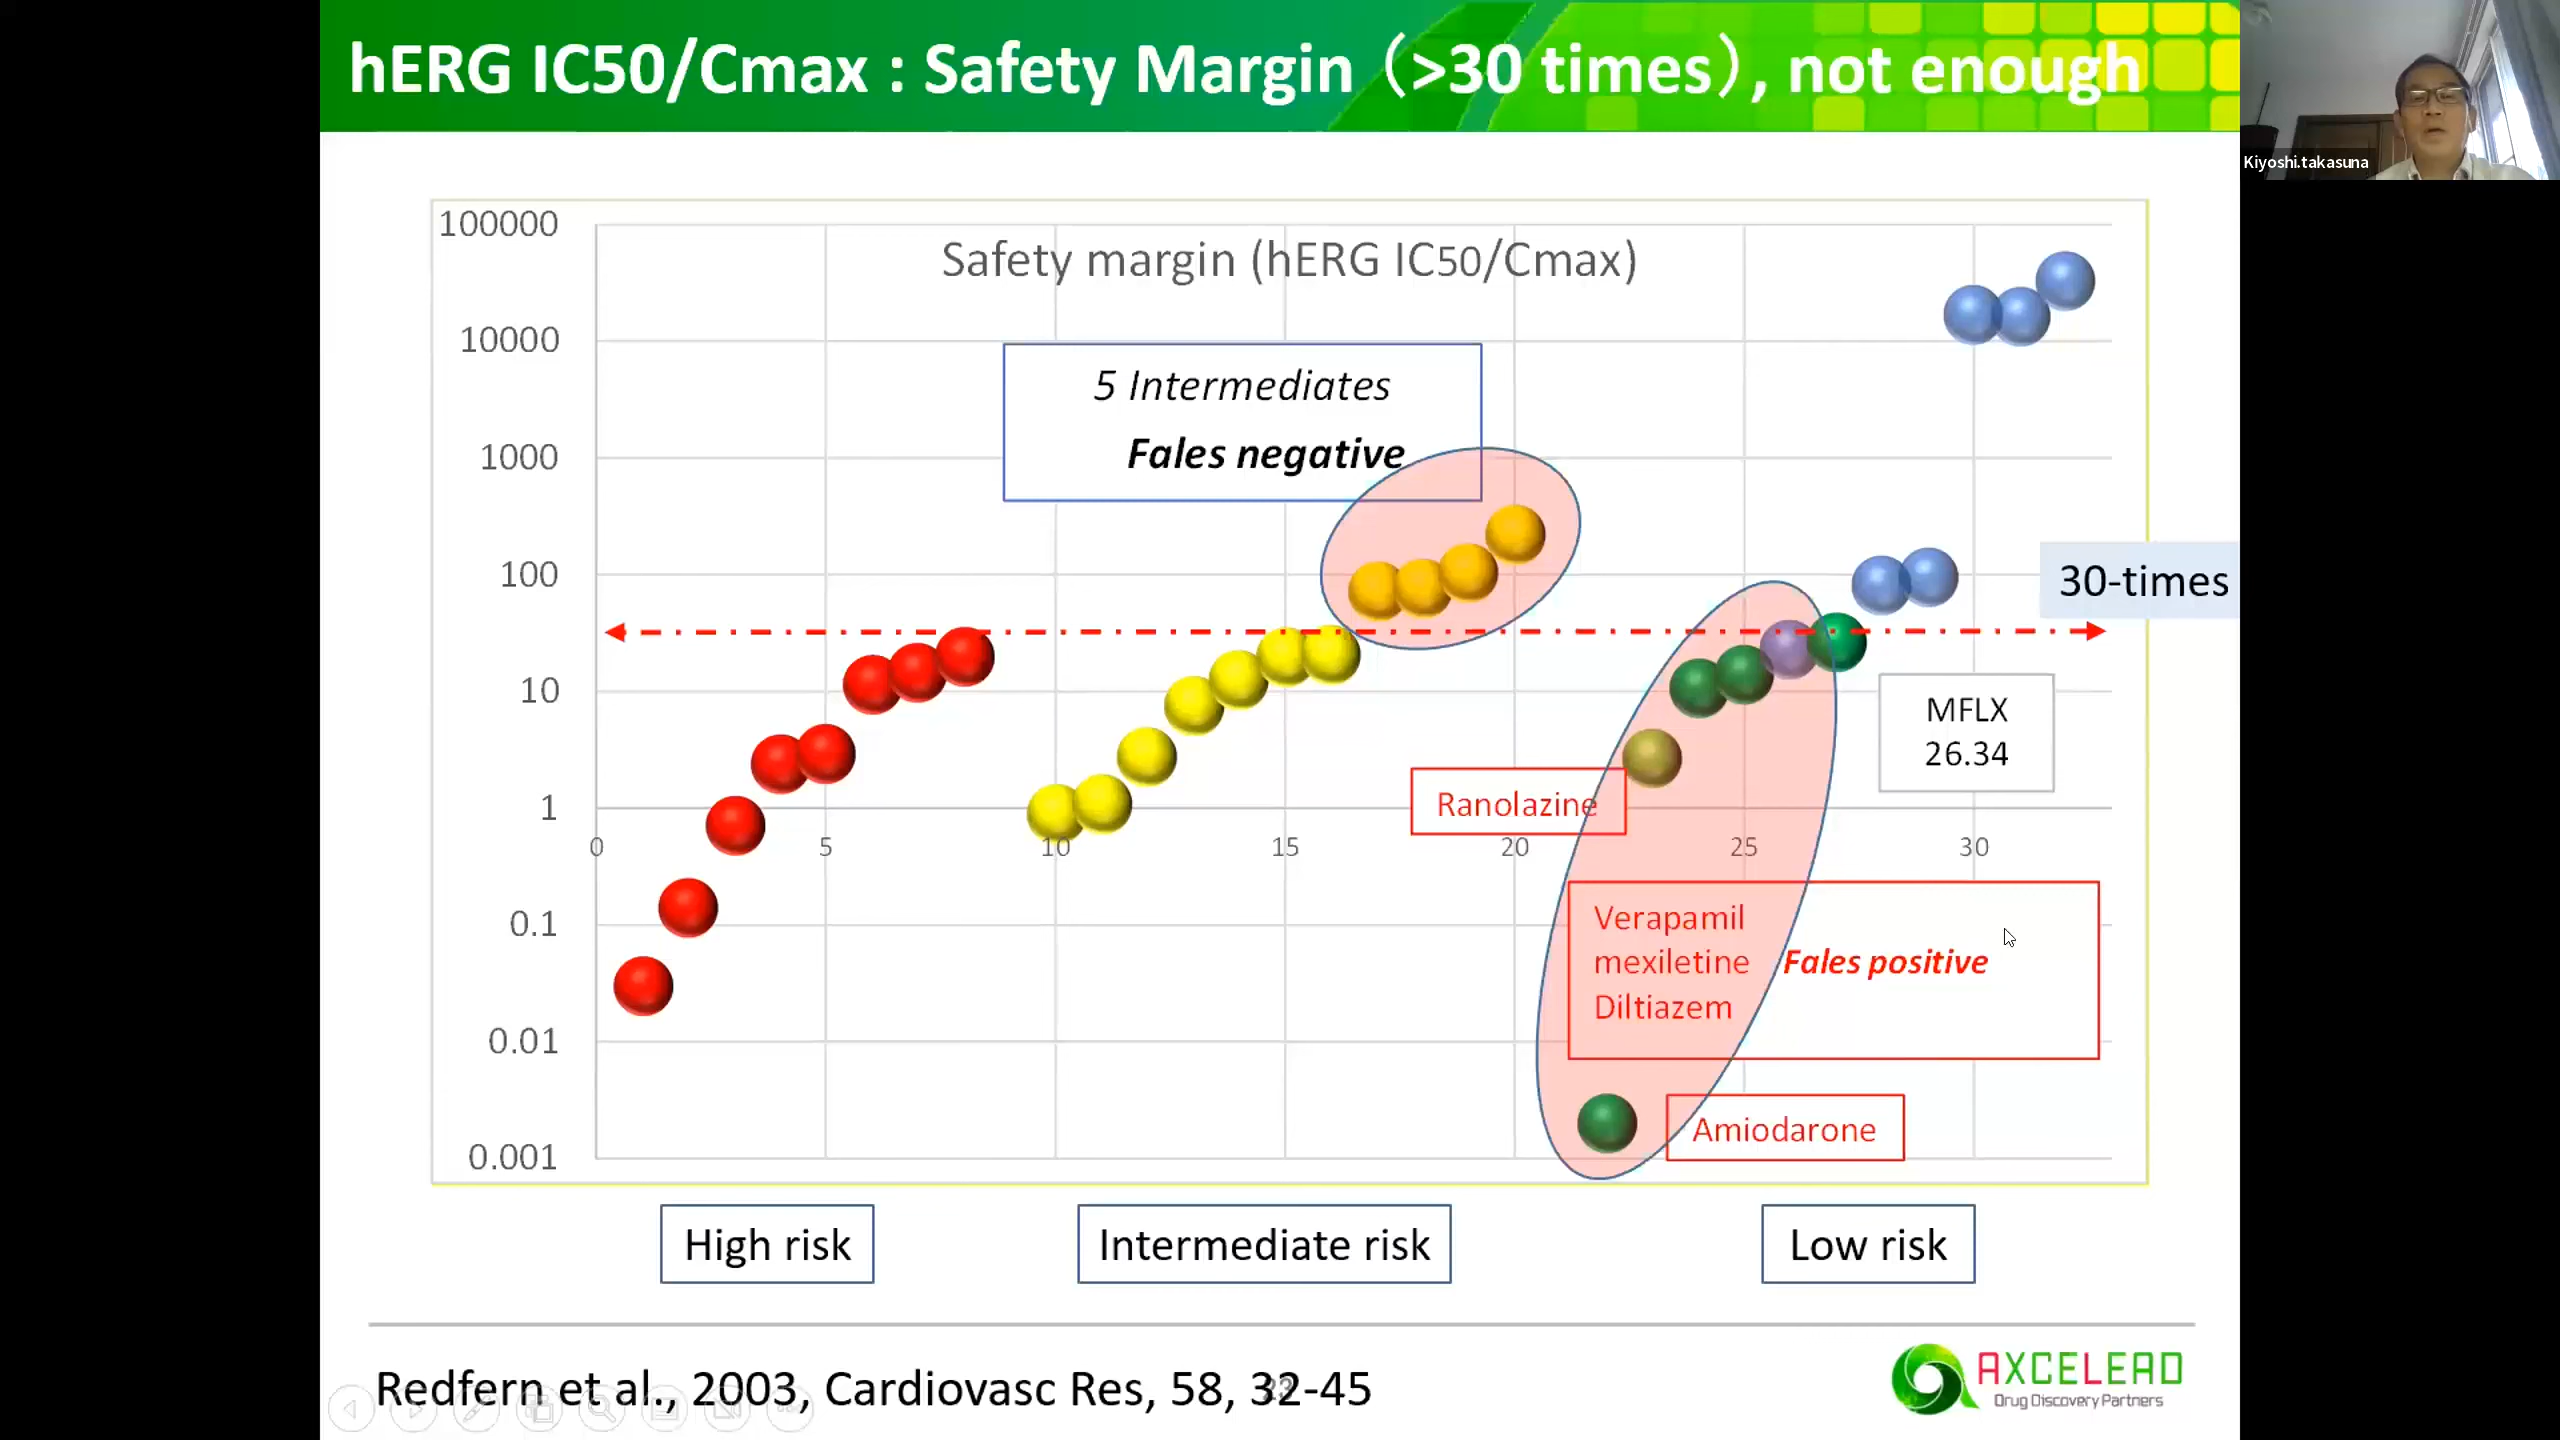 hERG IC50/Cmax : Safety Margin（>30 times）, not enough
Kiyoshi.takasuna
Safety margin (hERG IC50/Cmax)
100000
10000
1000
100
10
1
0.1
0.01
0.001
0 5 10 15 20 25 30
5 Intermediates
Fales negative
30-times
MFLX
26.34
Ranolazine
Verapamil
mexiletine Fales positive
Diltiazem
Amiodarone
High risk
Intermediate risk
Low risk
Redfern et al., 2003, Cardiovasc Res, 58, 32-45
AXCELEAD
Drug Discovery Partners